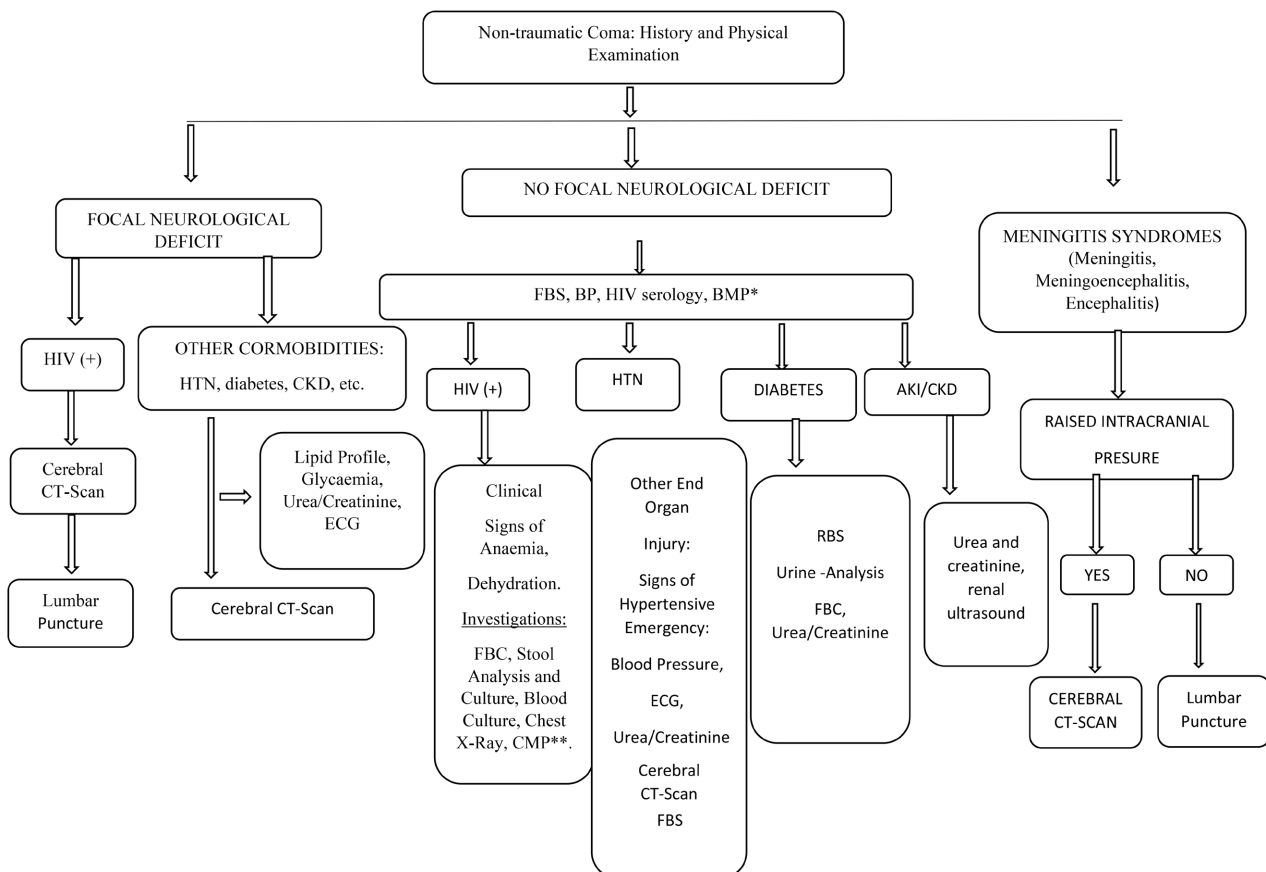 Non-traumatic Coma: History and Physical
Examination
FOCAL NEUROLOGICAL
DEFICIT
HIV (+)
Cerebral
CT-Scan
Lumbar
Puncture
OTHER CORMOBIDITIES:
HTN, diabetes, CKD, etc.
Lipid Profile,
Glycaemia,
Urea/Creatinine,
ECG
Cerebral CT-Scan
NO FOCAL NEUROLOGICAL DEFICIT
FBS, BP, HIV serology, BMP*
HIV (+)
Clinical
Signs of
Anaemia,
Dehydration.
Investigations:
FBC, Stool
Analysis and
Culture, Blood
Culture, Chest
X-Ray, CMP**.
HTN
Other End
Organ
Injury:
Signs of
Hypertensive
Emergency:
Blood Pressure,
ECG,
Urea/Creatinine
Cerebral
CT-Scan
FBS
DIABETES
RBS
Urine -Analysis
FBC,
Urea/Creatinine
AKI/CKD
Urea and
creatinine,
renal
ultrasound
MENINGITIS SYNDROMES
(Meningitis,
Meningoencephalitis,
Encephalitis)
RAISED INTRACRANIAL
PRESURE
YES
CEREBRAL
CT-SCAN
NO
Lumbar
Puncture